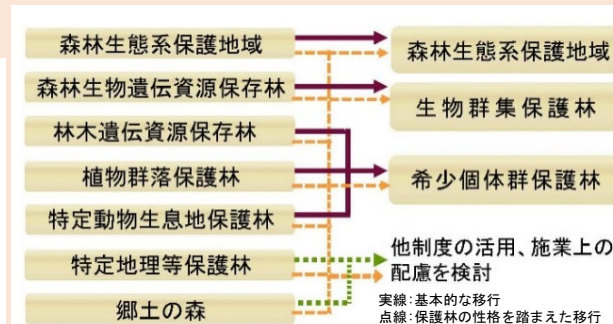 森林生態系保護地域
森林生物遺伝資源保存林
林木遺伝資源保存林
植物群落保護林
特定動物生息地保護林
特定地理等保護林
郷土の森
森林生態系保護地域
生物群集保護林
希少個体群保護林
他制度の活用、施業上の
配慮を検討
実線:基本的な移行
点線:保護林の性格を踏まえた移行